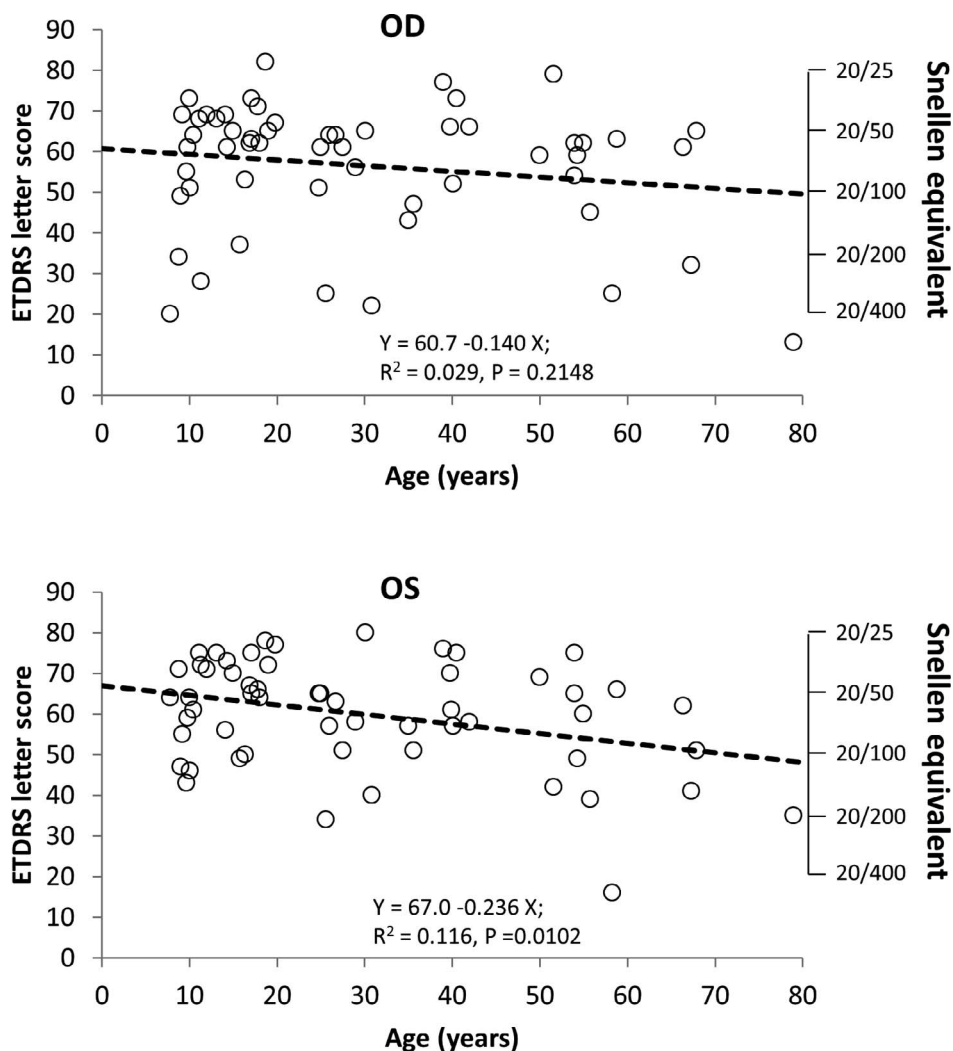 OD
90
80
70
60
50
40
30
20
10
0
ETDRS letter score
0 10 20 30 40 50 60 70 80
Age (years)
20/25
20/50
20/100
20/200
20/400
Snellen equivalent
Y = 60.7 -0.140 X;
R² = 0.029, P = 0.2148
OS
90
80
70
60
50
40
30
20
10
0
ETDRS letter score
0 10 20 30 40 50 60 70 80
Age (years)
20/25
20/50
20/100
20/200
20/400
Snellen equivalent
Y = 67.0 -0.236 X;
R² = 0.116, P =0.0102